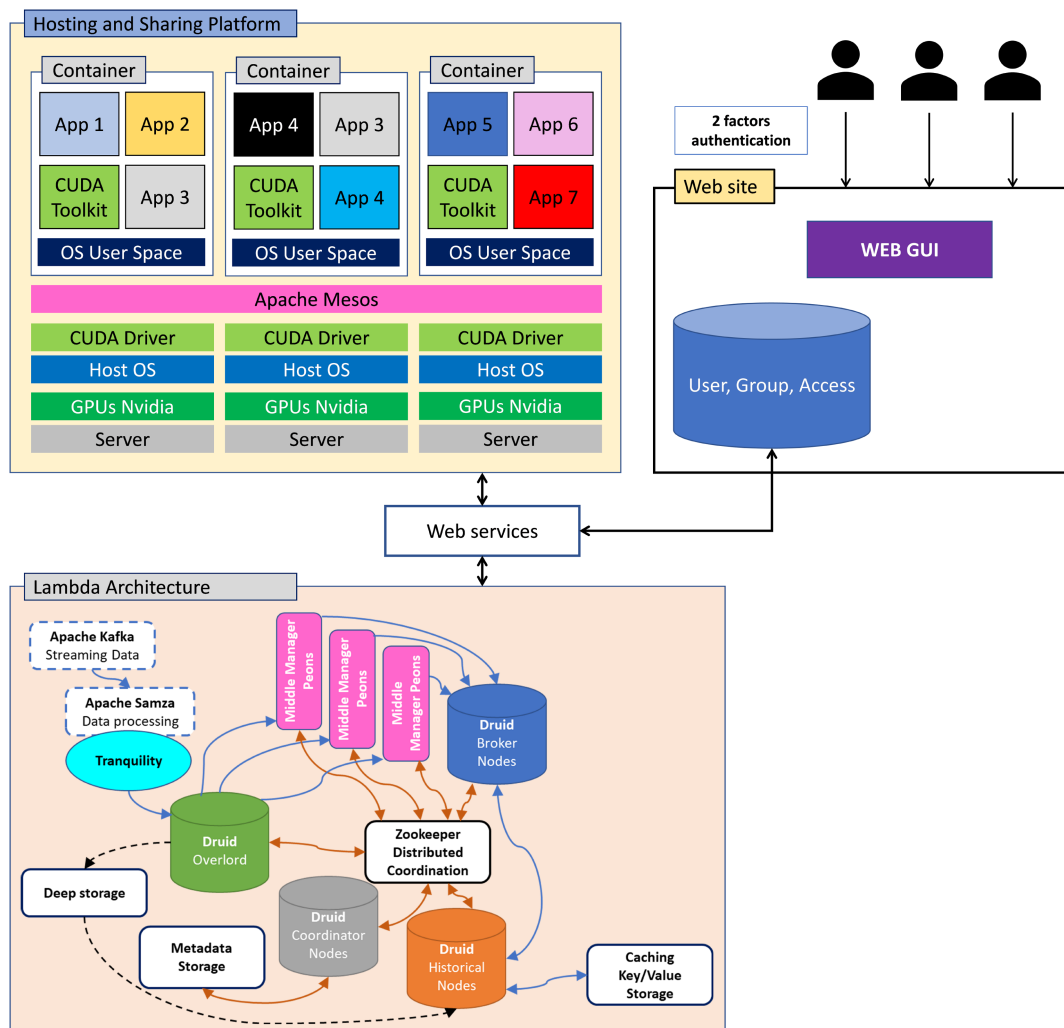 Hosting and Sharing Platform
Container
App 1
App 2
CUDA
Toolkit
App 3
OS User Space
Container
App 4
App 3
CUDA
Toolkit
App 4
OS User Space
Container
App 5
App 6
CUDA
Toolkit
App 7
OS User Space
Apache Mesos
CUDA Driver
CUDA Driver
CUDA Driver
Host OS
Host OS
Host OS
GPUs Nvidia
GPUs Nvidia
GPUs Nvidia
Server
Server
Server
2 factors
authentication
Web site
WEB GUI
User, Group, Access
Web services
Lambda Architecture
Apache Kafka
Streaming Data
Apache Samza
Data processing
Tranquility
Middle Manager
Peons
Middle Manager
Peons
Middle
Manager Peons
Druid
Broker
Nodes
Druid
Overlord
Zookeeper
Distributed
Coordination
Deep storage
Druid
Coordinator
Nodes
Metadata
Storage
Druid
Historical
Nodes
Caching
Key/Value
Storage